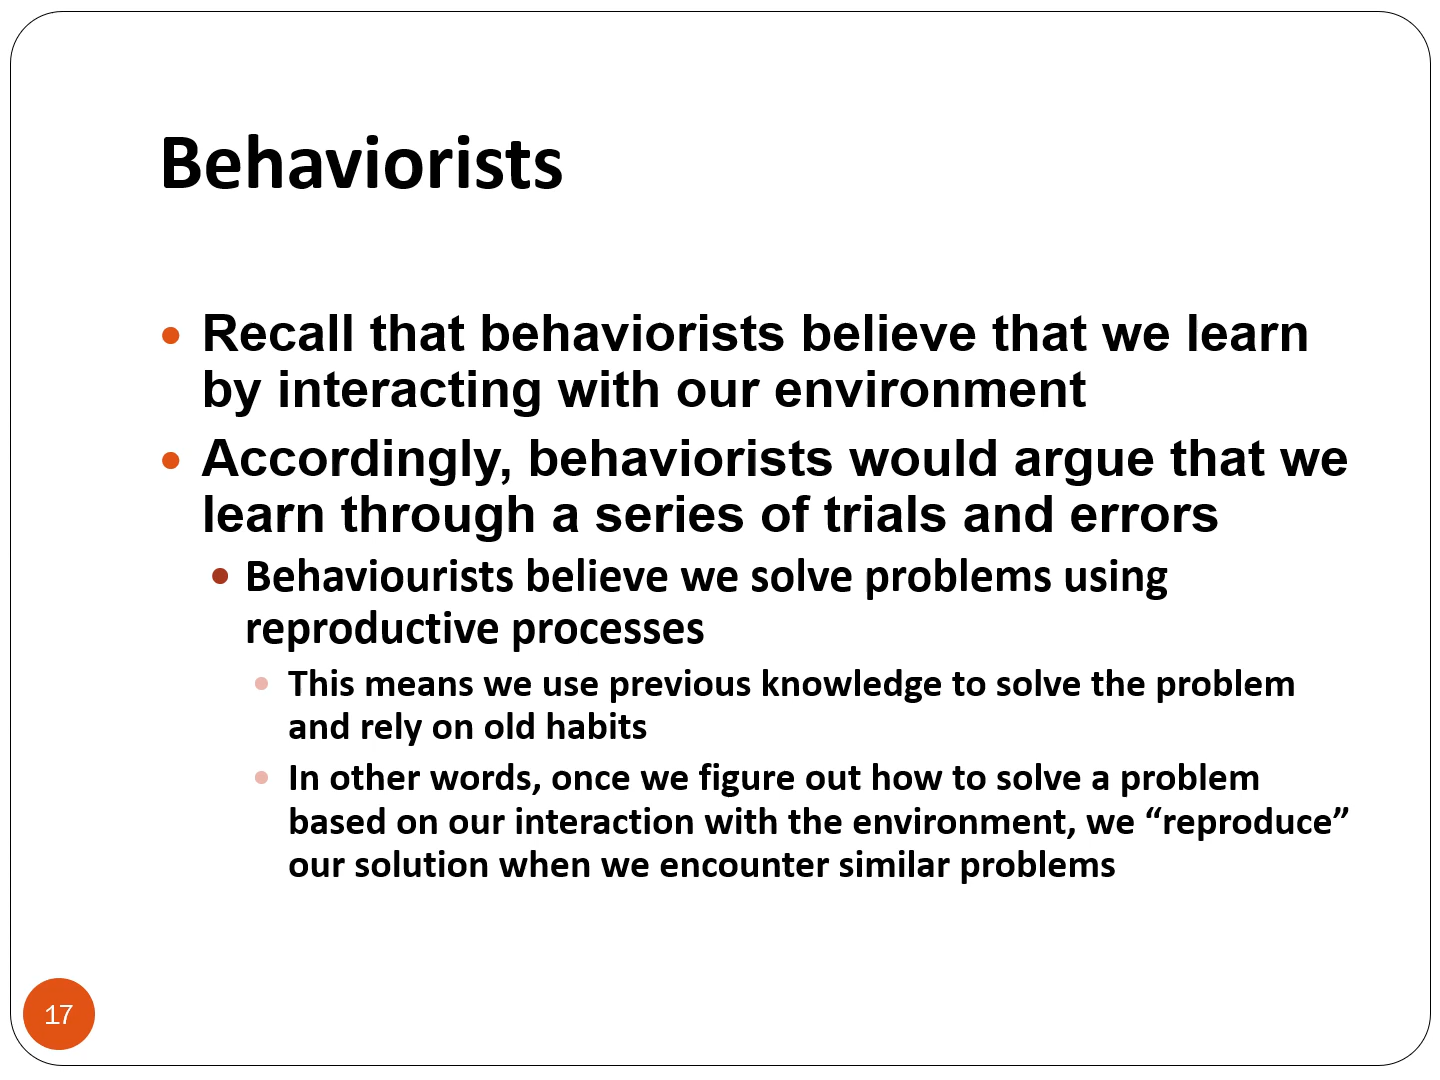 Behaviorists
Recall that behaviorists believe that we learn
by interacting with our environment
Accordingly, behaviorists would argue that we
learn through a series of trials and errors
Behaviourists believe we solve problems using
reproductive processes
This means we use previous knowledge to solve the problem
and rely on old habits
In other words, once we figure out how to solve a problem
based on our interaction with the environment, we “reproduce”
our solution when we encounter similar problems
17